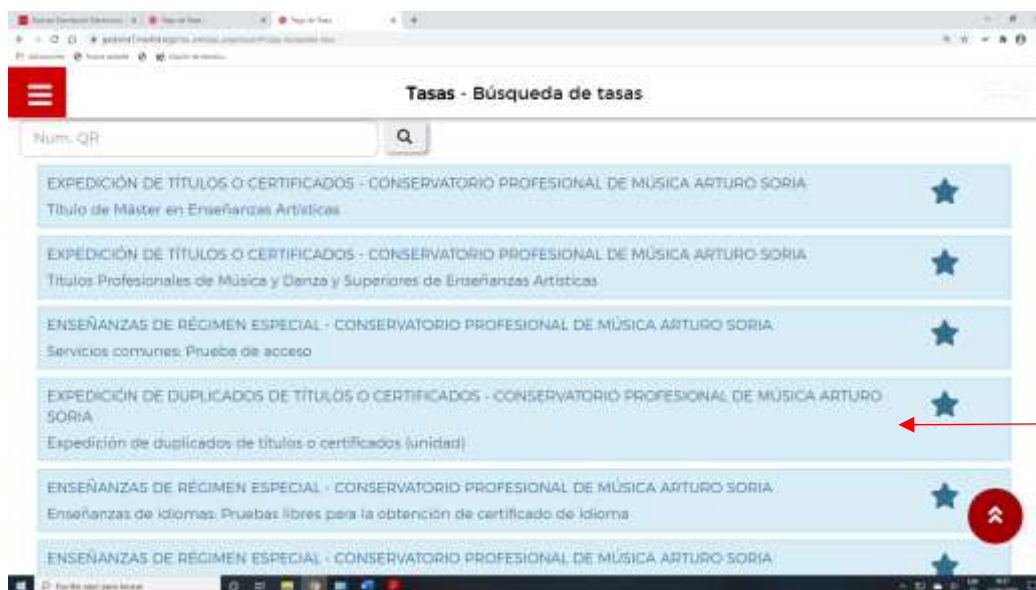 Tasas - Búsqueda de tasas
Num. QR
EXPEDICIÓN DE TÍTULOS O CERTIFICADOS - CONSERVATORIO PROFESIONAL DE MÚSICA ARTURO SORIA
Título de Máster en Enseñanzas Artísticas
EXPEDICIÓN DE TÍTULOS O CERTIFICADOS - CONSERVATORIO PROFESIONAL DE MÚSICA ARTURO SORIA
Títulos Profesionales de Música y Danza y Superiores de Enseñanzas Artísticas
ENSEÑANZAS DE RÉGIMEN ESPECIAL - CONSERVATORIO PROFESIONAL DE MÚSICA ARTURO SORIA
Servicios comunes: Prueba de acceso
EXPEDICIÓN DE DUPLICADOS DE TÍTULOS O CERTIFICADOS - CONSERVATORIO PROFESIONAL DE MÚSICA ARTURO
SORIA
Expedición de duplicados de títulos o certificados (unidad)
ENSEÑANZAS DE RÉGIMEN ESPECIAL - CONSERVATORIO PROFESIONAL DE MÚSICA ARTURO SORIA
Enseñanzas de idiomas: Pruebas libres para la obtención de certificado de idioma
ENSEÑANZAS DE RÉGIMEN ESPECIAL - CONSERVATORIO PROFESIONAL DE MÚSICA ARTURO SORIA
Escribe aquí para buscar